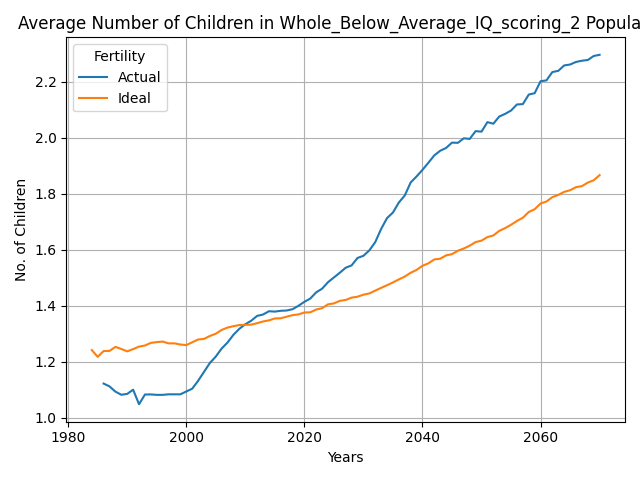 Average Number of Children in Whole_Below_Average_IQ_scoring_2 Popula
Fertility
Actual
Ideal
2.2
2.0
1.8
1.6
1.4
1.2
1.0
No. of Children
1980 2000 2020 2040 2060
Years